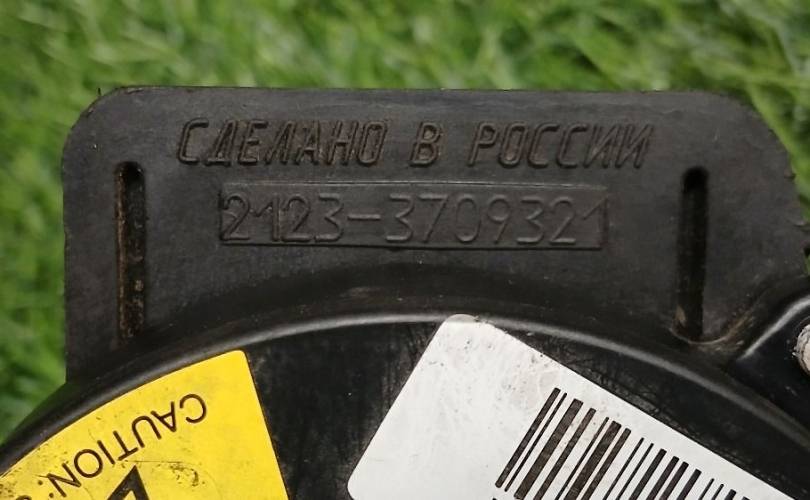 СДЕЛАНО В РОССИИ
2123-3709321
CAUTION: